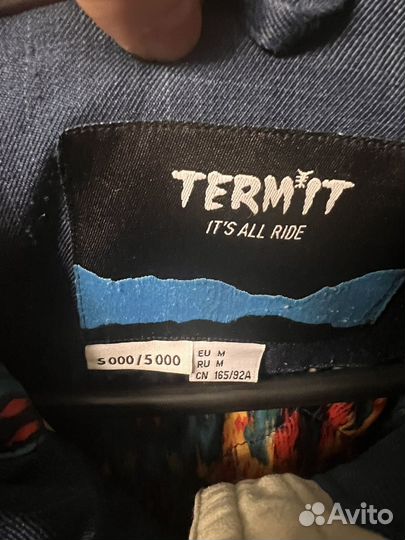 TERMIT
IT'S ALL RIDE
5000/5000
EU M
RU M
CN 165/92A
Avito